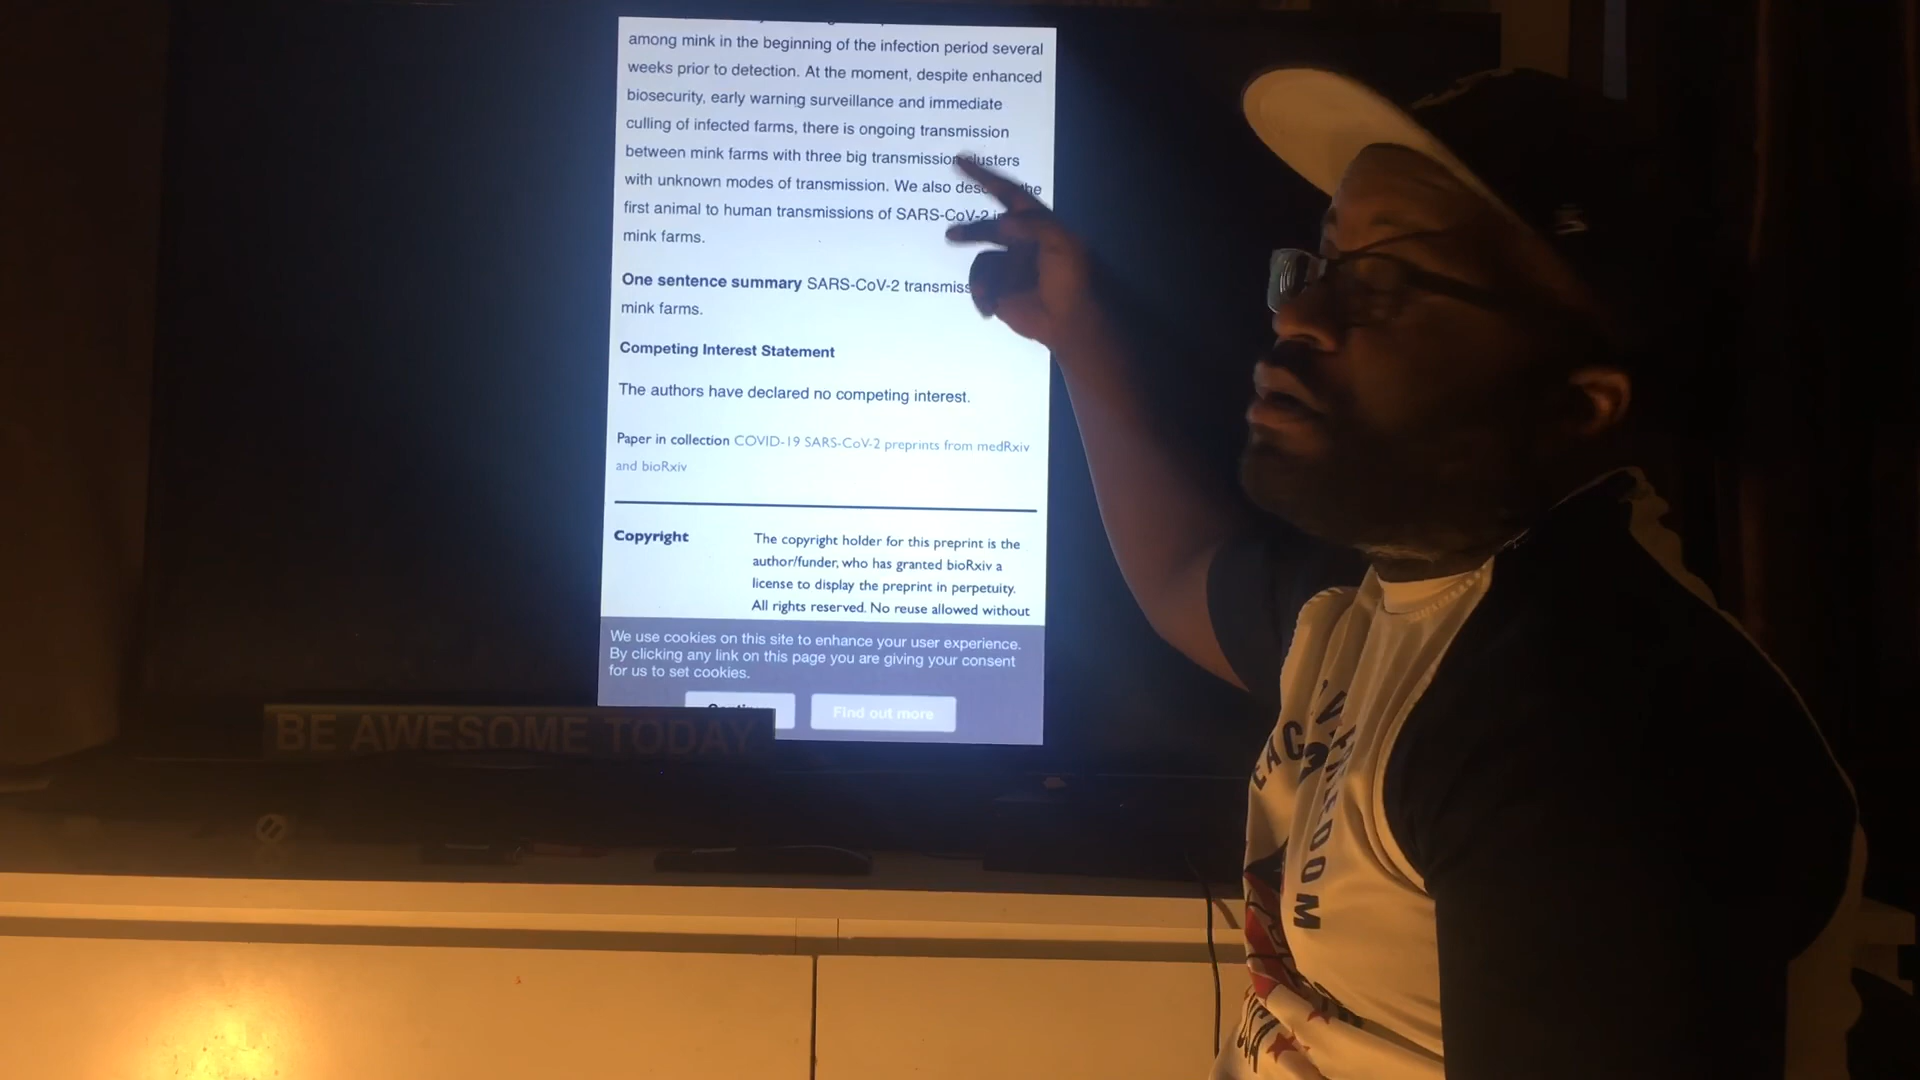 among mink in the beginning of the infection period several
weeks prior to detection. At the moment, despite enhanced
biosecurity, early warning surveillance and immediate
culling of infected farms, there is ongoing transmission
between mink farms with three big transmission clusters
with unknown modes of transmission. We also the
first animal to human transmissions of SARS-CoV-2
mink farms.
One sentence summary SARS-CoV-2
mink farms.
Competing Interest Statement
The authors have declared no competing interest.
Paper in collection COVID-19 SARS-CoV-2 preprints from medRxiv
and bioRxiv
Copyright
The copyright holder for this preprint is the
author/funder, who has granted bioRxiv a
license to display the preprint in perpetuity.
All rights reserved. No reuse allowed without
We use cookies on this site to enhance your user experience.
By clicking any link on this page you are giving your consent
for us to set cookies.
Find out more
BE AWESOME TODAY